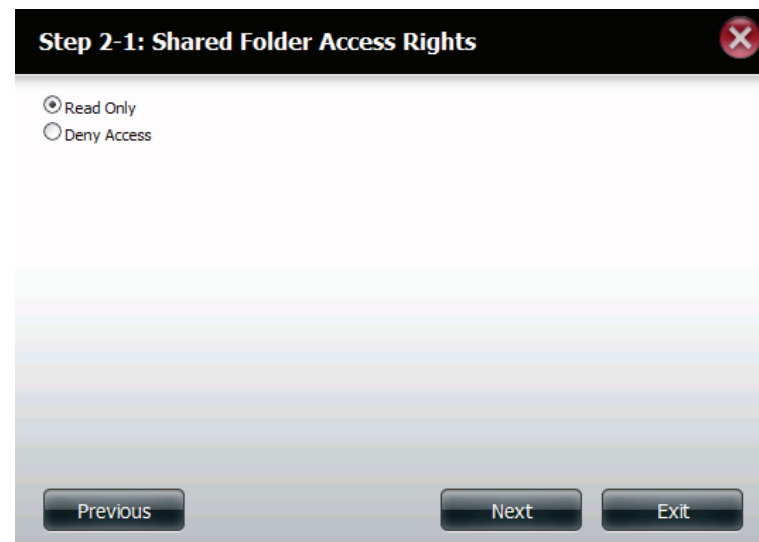 Step 2-1: Shared Folder Access Rights
Read Only
Deny Access
Previous Next Exit